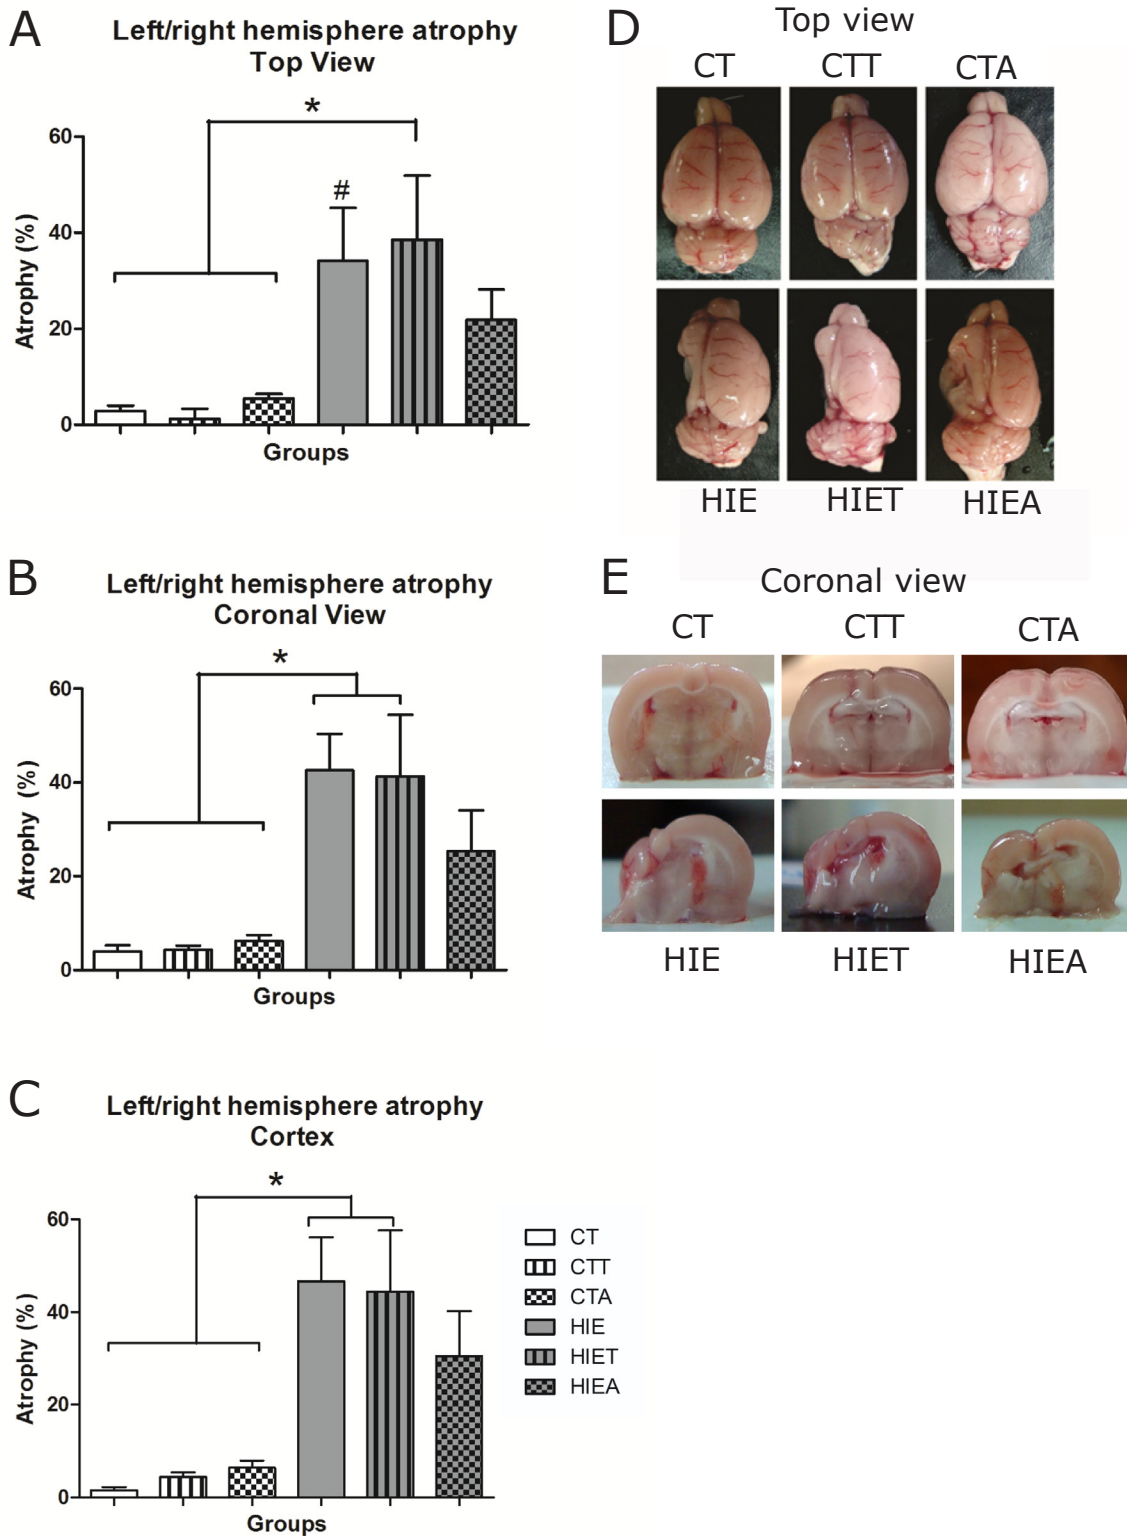 A
Left/right hemisphere atrophy
Top View
*
#
60
40
20
0
Atrophy (%)
Groups
D
Top view
CT CTT CTA
HIE HIET HIEA
B
Left/right hemisphere atrophy
Coronal View
*
60
40
20
0
Atrophy (%)
Groups
E
Coronal view
CT CTT CTA
HIE HIET HIEA
C
Left/right hemisphere atrophy
Cortex
*
60
40
20
0
Atrophy (%)
Groups
CT
CTT
CTA
HIE
HIET
HIEA